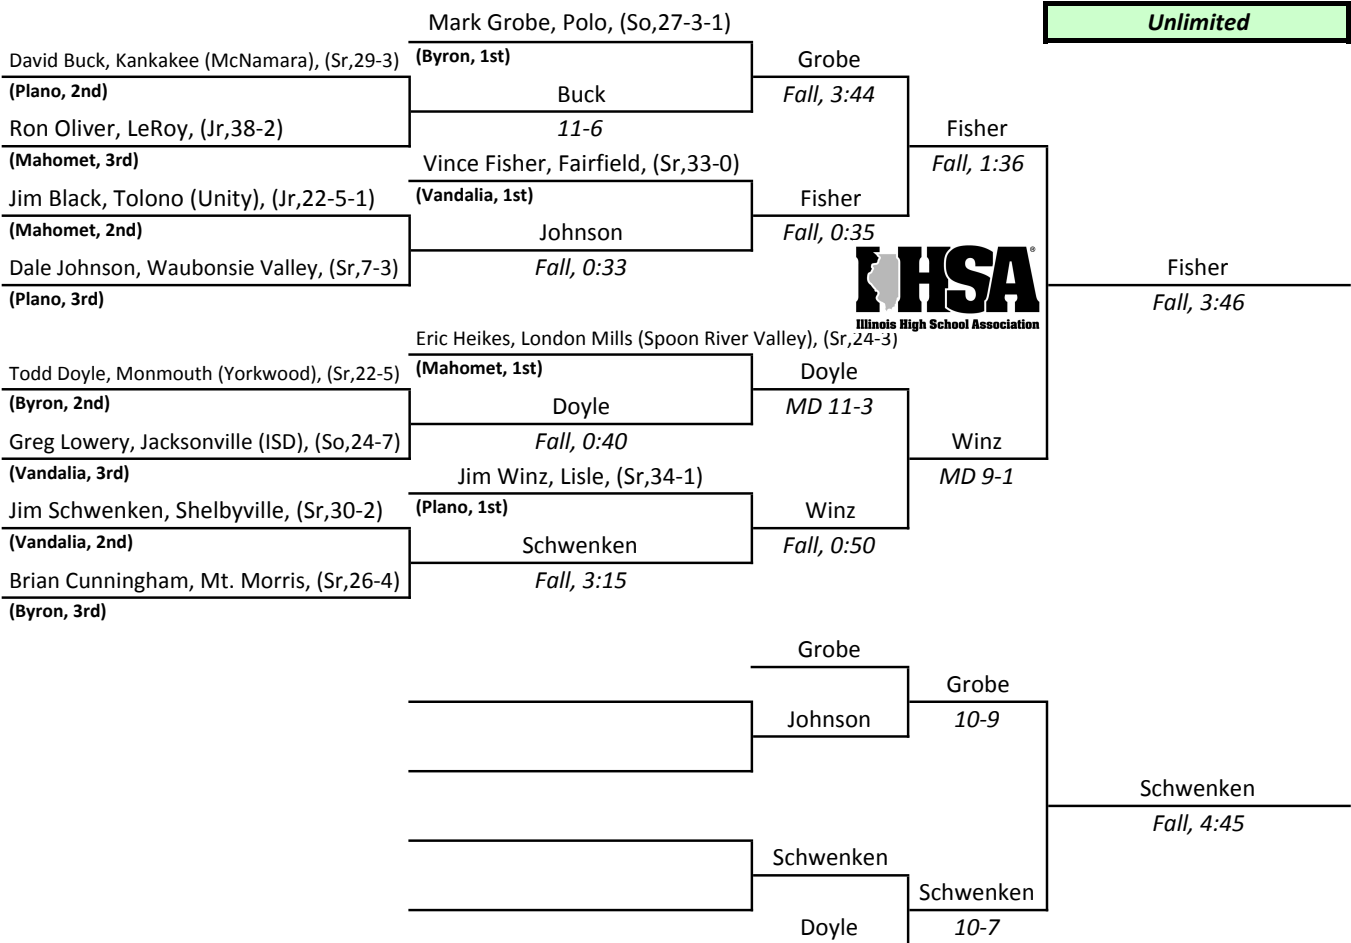 Unlimited
Mark Grobe, Polo, (So,27-3-1)
David Buck, Kankakee (McNamara), (Sr,29-3)
(Byron, 1st)
Grobe
(Plano, 2nd)
Buck
Fall, 3:44
Ron Oliver, LeRoy, (Jr,38-2)
11-6
Fisher
(Mahomet, 3rd)
Vince Fisher, Fairfield, (Sr,33-0)
Fall, 1:36
Jim Black, Tolono (Unity), (Jr,22-5-1)
(Vandalia, 1st)
Fisher
(Mahomet, 2nd)
Johnson
Fall, 0:35
Dale Johnson, Waubonsie Valley, (Sr,7-3)
Fall, 0:33
IHSA®
Fisher
(Plano, 3rd)
Fall, 3:46
Illinois High School Association
Eric Heikes, London Mills (Spoon River Valley), (Sr,24-3)
Todd Doyle, Monmouth (Yorkwood), (Sr,22-5)
(Mahomet, 1st)
Doyle
(Byron, 2nd)
Doyle
MD 11-3
Greg Lowery, Jacksonville (ISD), (So,24-7)
Fall, 0:40
Winz
(Vandalia, 3rd)
Jim Winz, Lisle, (Sr,34-1)
MD 9-1
Jim Schwenken, Shelbyville, (Sr,30-2)
(Plano, 1st)
Winz
(Vandalia, 2nd)
Schwenken
Fall, 0:50
Brian Cunningham, Mt. Morris, (Sr,26-4)
Fall, 3:15
(Byron, 3rd)
Grobe
Grobe
Johnson
10-9
Schwenken
Fall, 4:45
Schwenken
Schwenken
Doyle
10-7